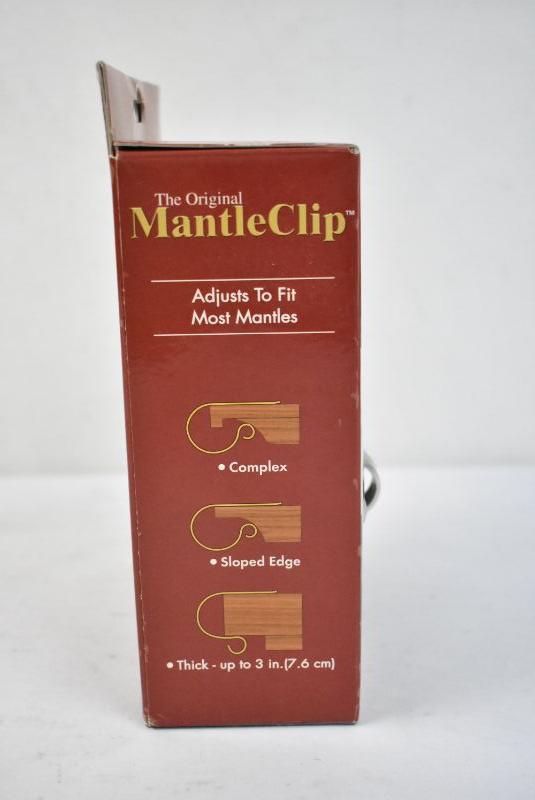 The Original
MantleClip™
Adjusts To Fit
Most Mantles
• Complex
• Sloped Edge
• Thick - up to 3 in.(7.6 cm)